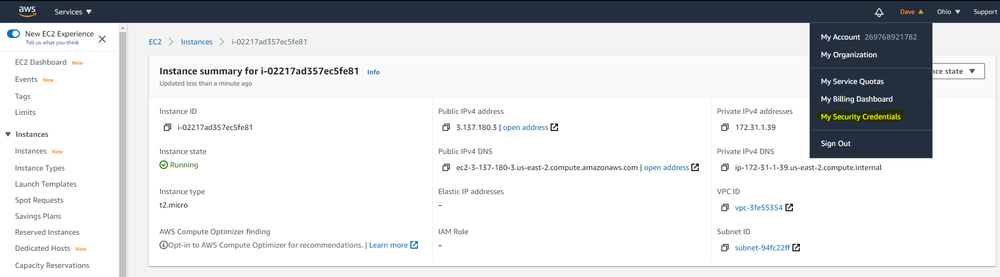 aws
Services
Dave
Ohio
Support
New EC2 Experience
Tell us what you think
EC2 Dashboard New
Events New
Tags
Limits
Instances
Instances New
Instance Types
Launch Templates
Spot Requests
Savings Plans
Reserved Instances
Dedicated Hosts New
Capacity Reservations
EC2
Instances
i-02217ad357ec5fe81
Instance summary for i-02217ad357ec5fe81 Info
Updated less than a minute ago
nce state
Instance ID
i-02217ad357ec5fe81
Public IPv4 address
3.137.180.3 | open address
Private IPv4 addresses
172.31.1.39
Instance state
Running
Public IPv4 DNS
ec2-3-137-180-3.us-east-2.compute.amazonaws.com | open address
Private IPv4 DNS
ip-172-31-1-39.us-east-2.compute.internal
Instance type
t2.micro
Elastic IP addresses
–
VPC ID
vpc-3fe55354
AWS Compute Optimizer finding
Opt-in to AWS Compute Optimizer for recommendations. | Learn more
IAM Role
–
Subnet ID
subnet-94fc22ff
My Account 269768921782
My Organization
My Service Quotas
My Billing Dashboard
My Security Credentials
Sign Out